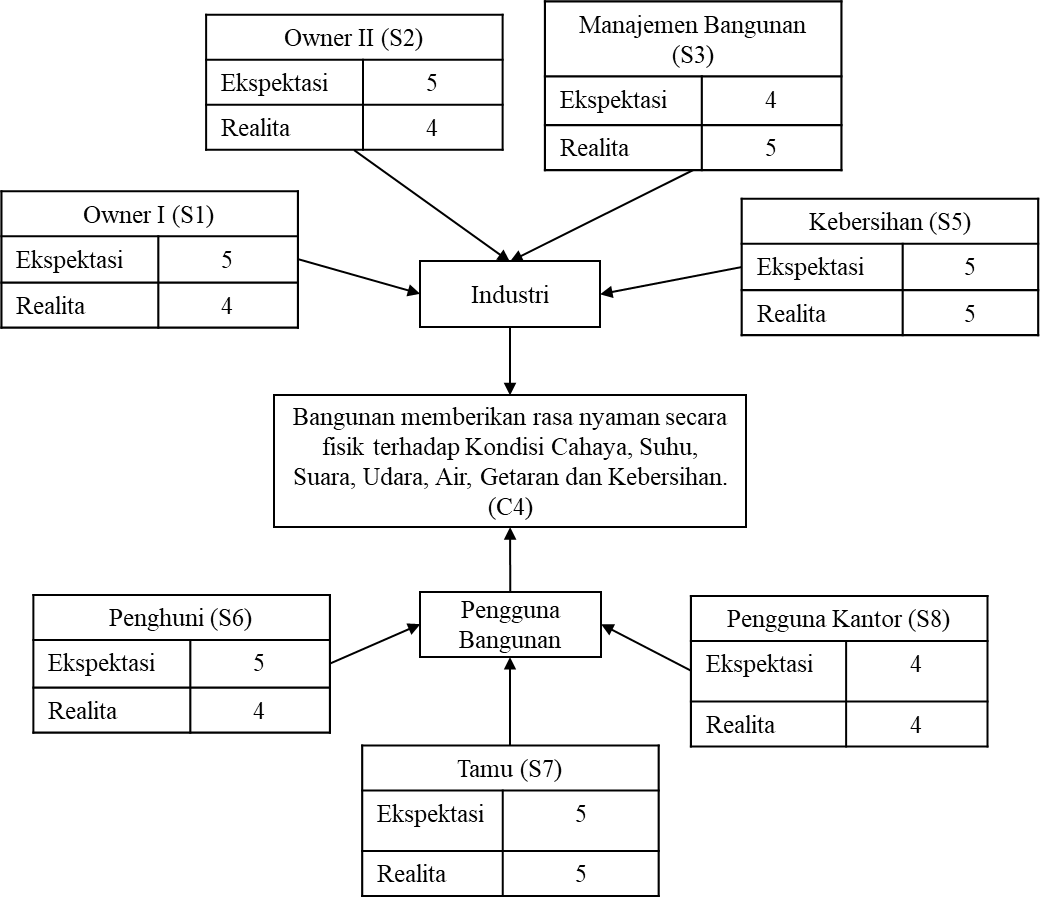 Owner II (S2)
Ekspektasi 5
Realita 4
Manajemen Bangunan
(S3)
Ekspektasi 4
Realita 5
Owner I (S1)
Ekspektasi 5
Realita 4
Kebersihan (S5)
Ekspektasi 5
Realita 5
Industri
Bangunan memberikan rasa nyaman secara
fisik terhadap Kondisi Cahaya, Suhu,
Suara, Udara, Air, Getaran dan Kebersihan.
(C4)
Pengguna
Bangunan
Penghuni (S6)
Ekspektasi 5
Realita 4
Pengguna Kantor (S8)
Ekspektasi 4
Realita 4
Tamu (S7)
Ekspektasi 5
Realita 5